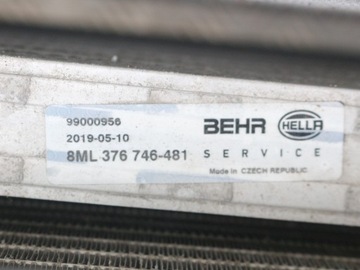 99000956
2019-05-10
8ML 376 746-481
BEHR HELLA
SERVICE
Made in CZECH REPUBLIC